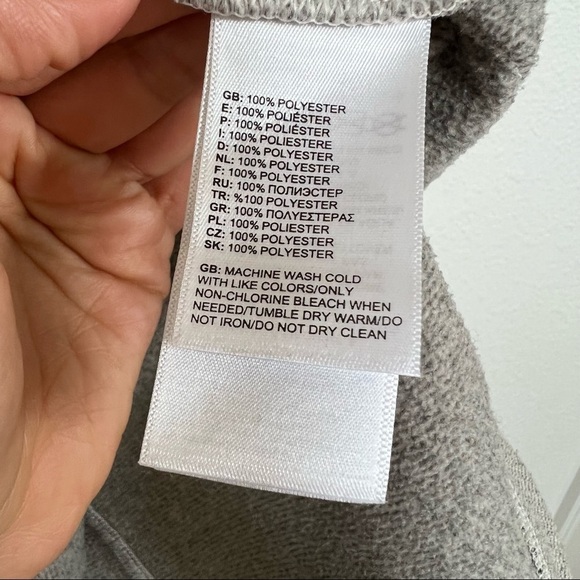 GB: 100% POLYESTER
E: 100% POLIÉSTER
P: 100% POLIÉSTER
I: 100% POLIESTERE
D: 100% POLYESTER
NL: 100% POLYESTER
F: 100% POLYESTER
RU: 100% ПОЛИЭСТЕР
TR: %100 POLYESTER
GR: 100% ΠΟΛΥΕΣΤΕΡΑΣ
PL: 100% POLIESTER
CZ: 100% POLYESTER
SK: 100% POLYESTER
GB: MACHINE WASH COLD
WITH LIKE COLORS/ONLY
NON-CHLORINE BLEACH WHEN
NEEDED/TUMBLE DRY WARM/DO
NOT IRON/DO NOT DRY CLEAN